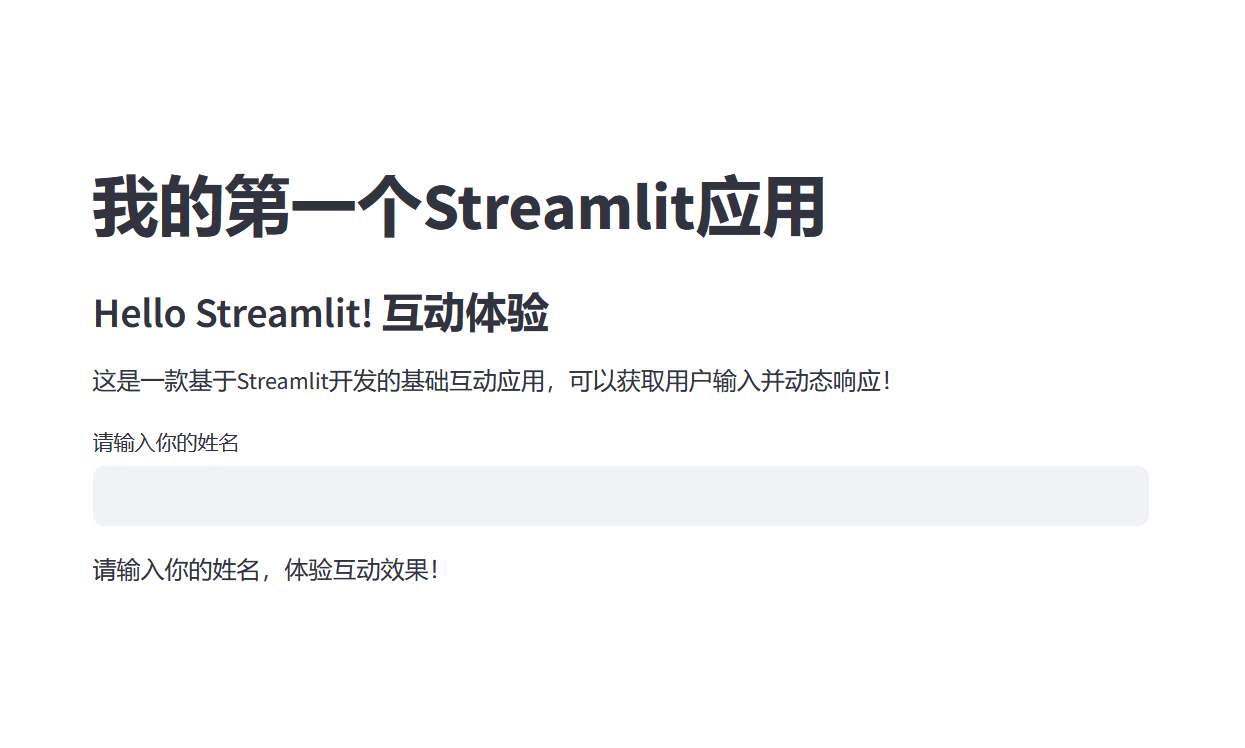 我的第一个Streamlit应用
Hello Streamlit! 互动体验
这是一款基于Streamlit开发的基础互动应用，可以获取用户输入并动态响应！
请输入你的姓名
请输入你的姓名，体验互动效果！